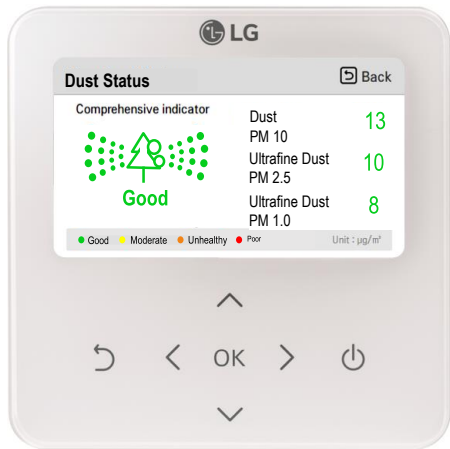 LG
Dust Status
Back
Comprehensive indicator
Good
Dust
PM 10
13
Ultrafine Dust
PM 2.5
10
Ultrafine Dust
PM 1.0
8
Good Moderate Unhealthy Poor
Unit : µg/m³
OK